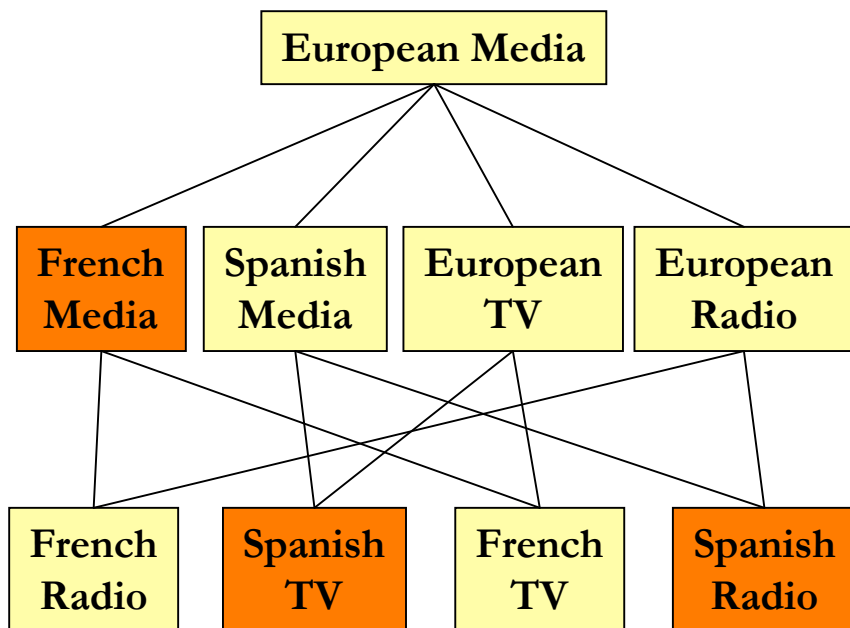 European Media
French
Media
Spanish
Media
European
TV
European
Radio
French
Radio
Spanish
TV
French
TV
Spanish
Radio